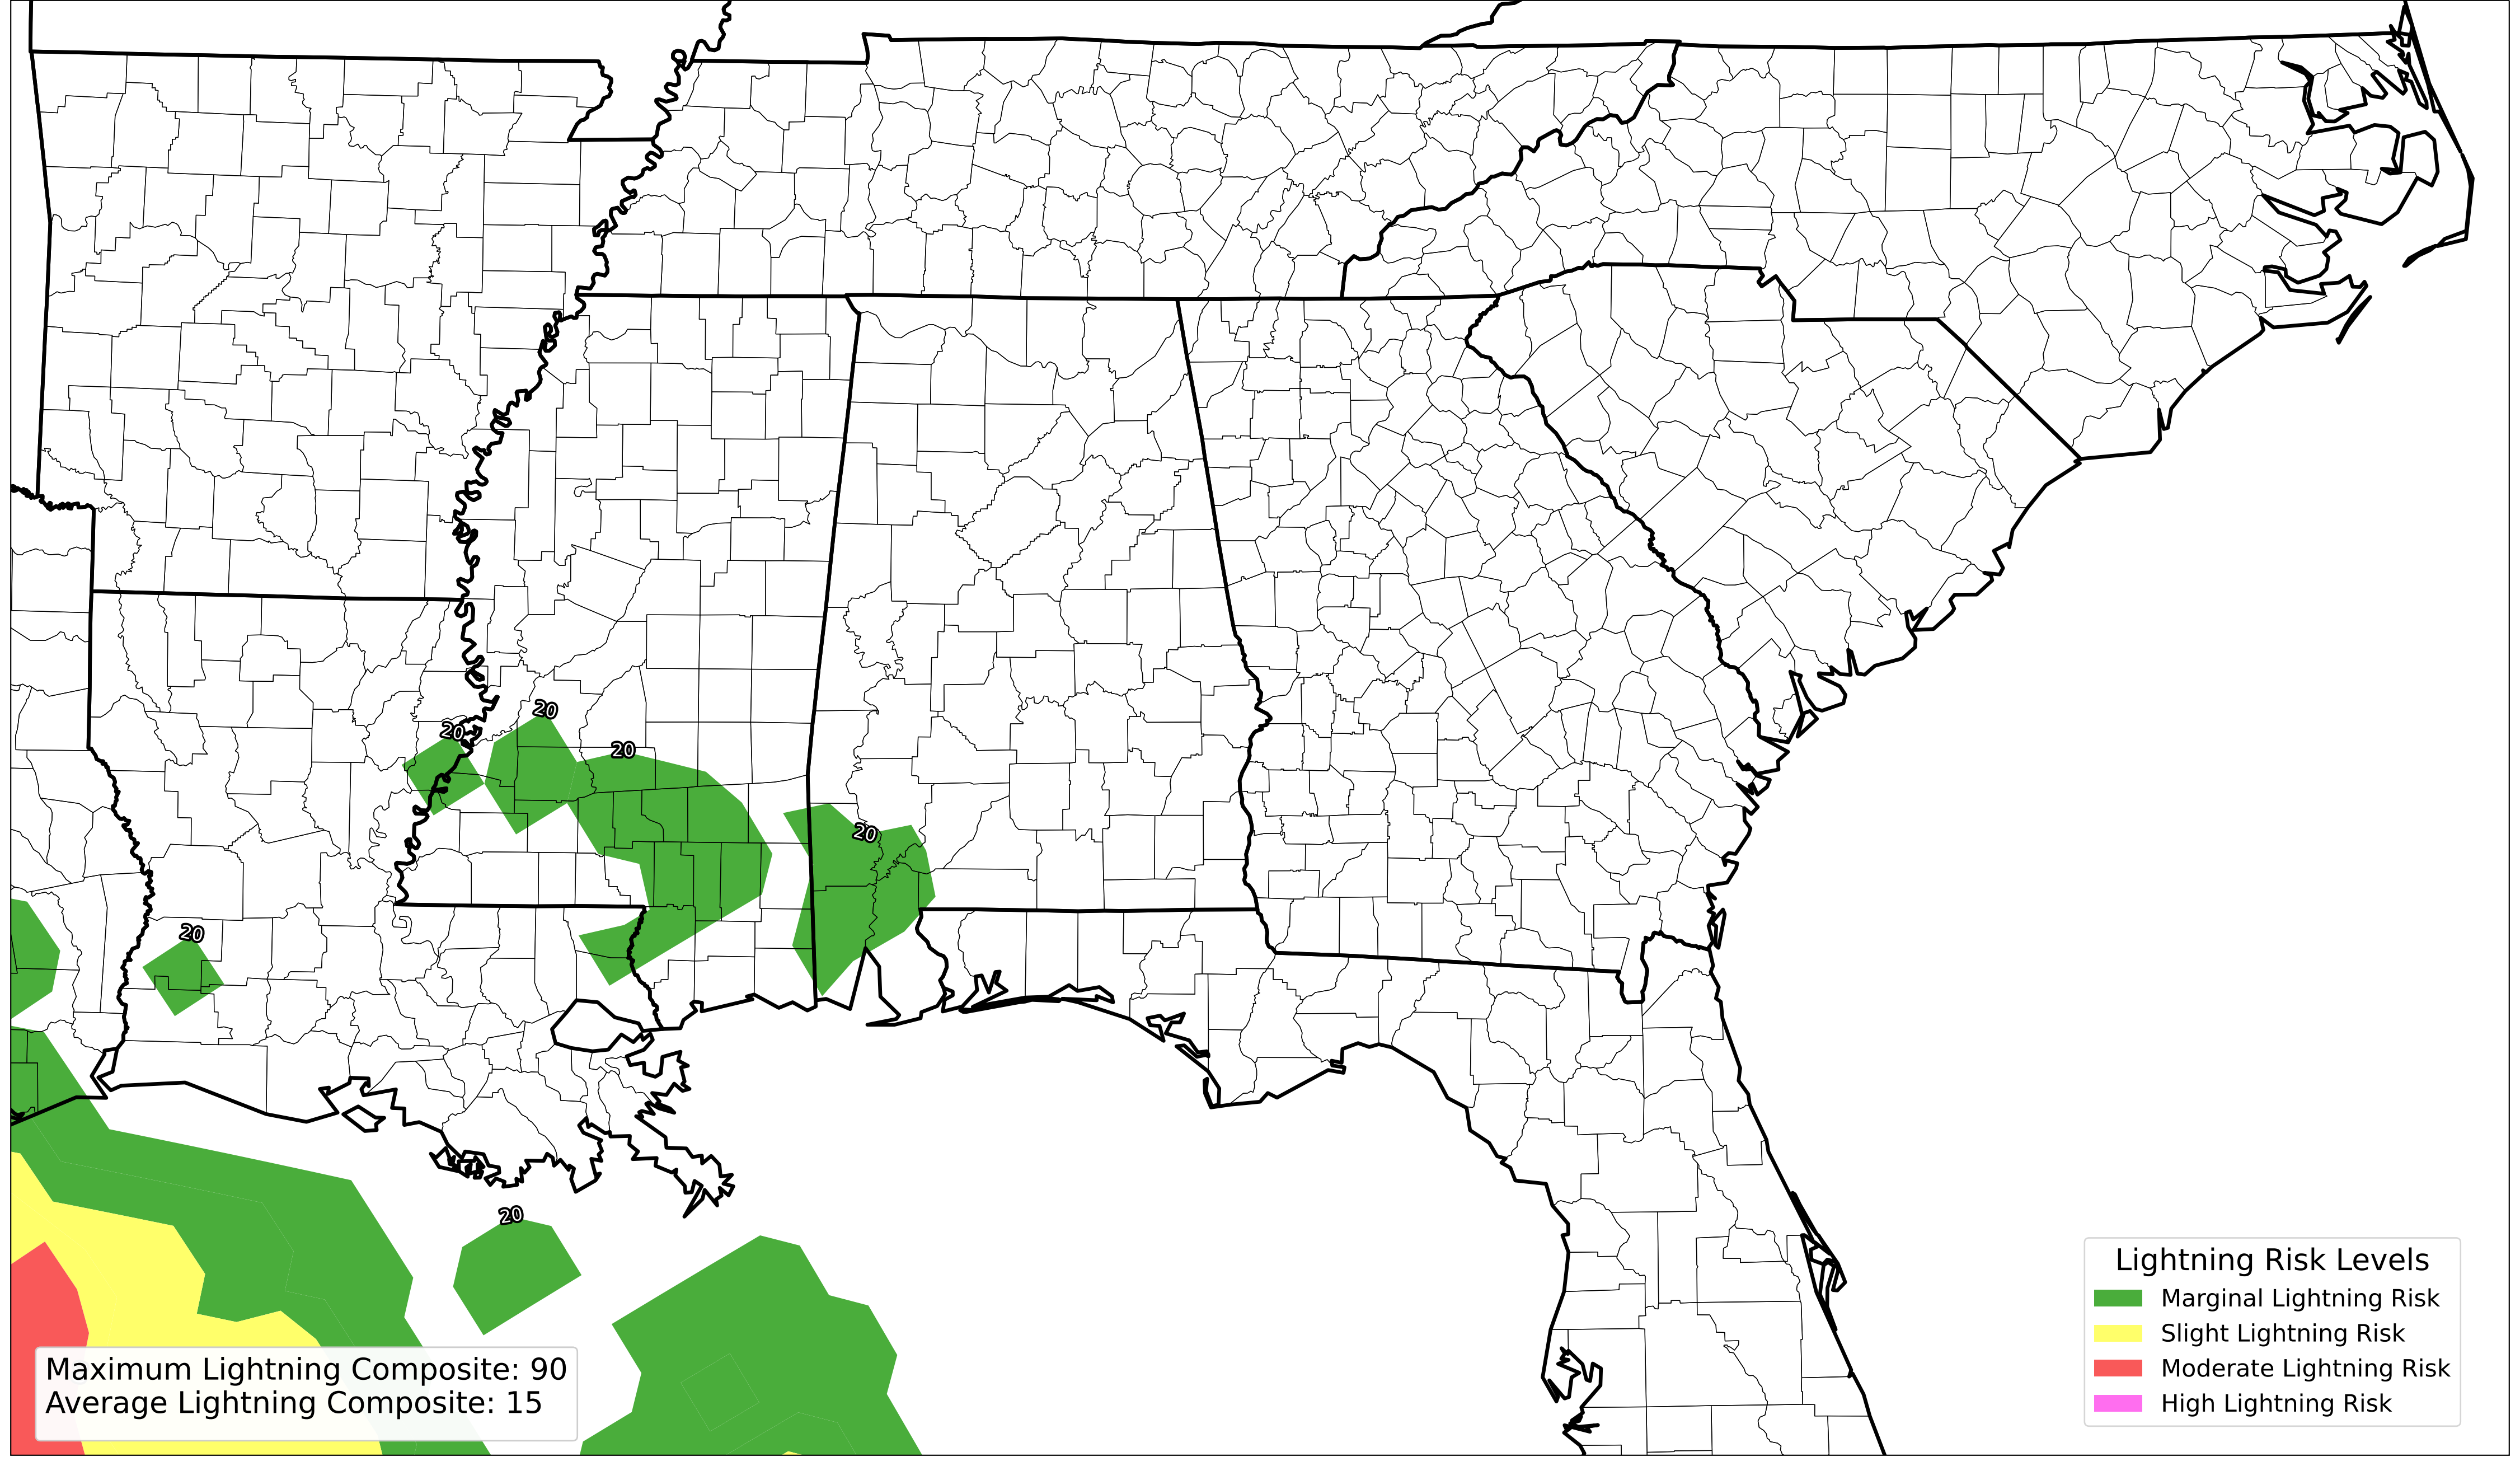 20
20
20
20
20
20
Lightning Risk Levels
Marginal Lightning Risk
Slight Lightning Risk
Moderate Lightning Risk
High Lightning Risk
Maximum Lightning Composite: 90
Average Lightning Composite: 15